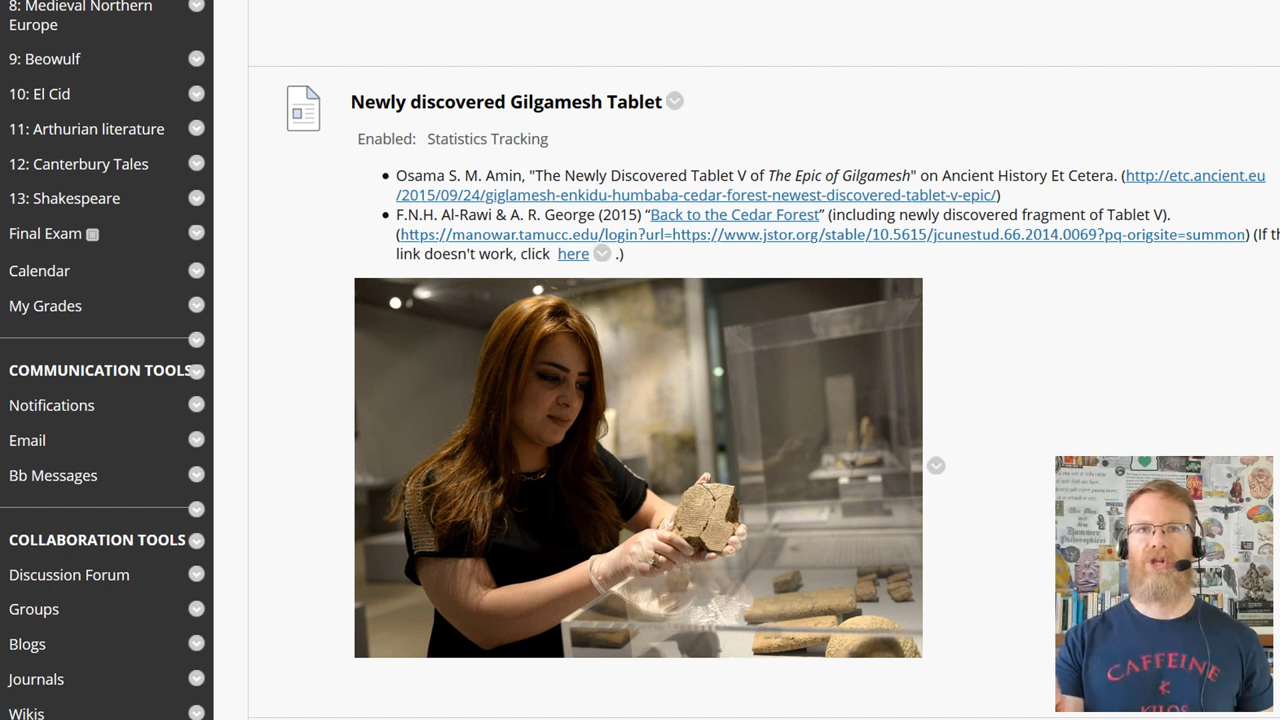 8: Medieval Northern
Europe
9: Beowulf
10: El Cid
11: Arthurian literature
12: Canterbury Tales
13: Shakespeare
Final Exam
Calendar
My Grades
COMMUNICATION TOOLS
Notifications
Email
Bb Messages
COLLABORATION TOOLS
Discussion Forum
Groups
Blogs
Journals
Wikis
Newly discovered Gilgamesh Tablet
Enabled: Statistics Tracking
• Osama S. M. Amin, "The Newly Discovered Tablet V of The Epic of Gilgamesh" on Ancient History Et Cetera. (http://etc.ancient.eu
/2015/09/24/giglamesh-enkidu-humbaba-cedar-forest-newest-discovered-tablet-v-epic/)
• F.N.H. Al-Rawi & A. R. George (2015) “Back to the Cedar Forest” (including newly discovered fragment of Tablet V).
(https://manowar.tamucc.edu/login?url=https://www.jstor.org/stable/10.5615/jcunestud.66.2014.0069?pq-origsite=summon) (If th
link doesn't work, click here .)
CAFFEINE
&
KILOS